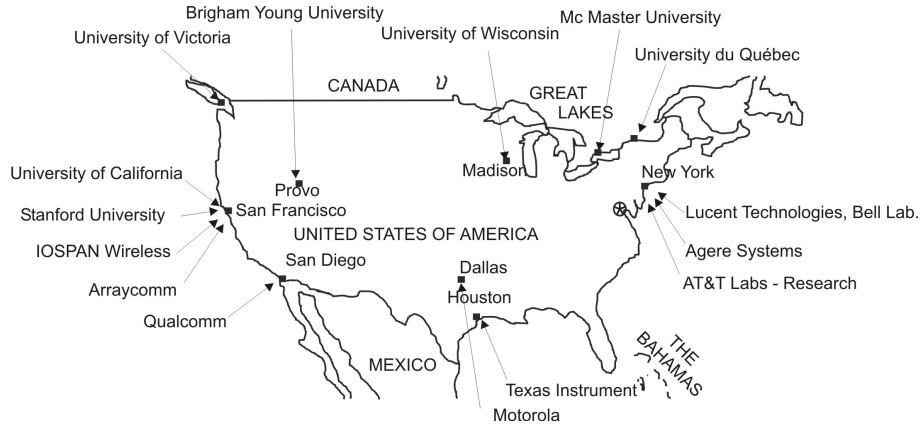 Brigham Young University
Mc Master University
University of Victoria
University of Wisconsin
Université du Québec
CANADA
GREAT
LAKES
Madison
New York
University of California
Provo
San Francisco
Stanford University
Lucent Technologies, Bell Lab.
UNITED STATES OF AMERICA
IOSPAN Wireless
Agere Systems
San Diego
Dallas
AT&T Labs - Research
Arraycomm
Houston
Qualcomm
MEXICO
THE
BAHAMAS
Texas Instrument
Motorola